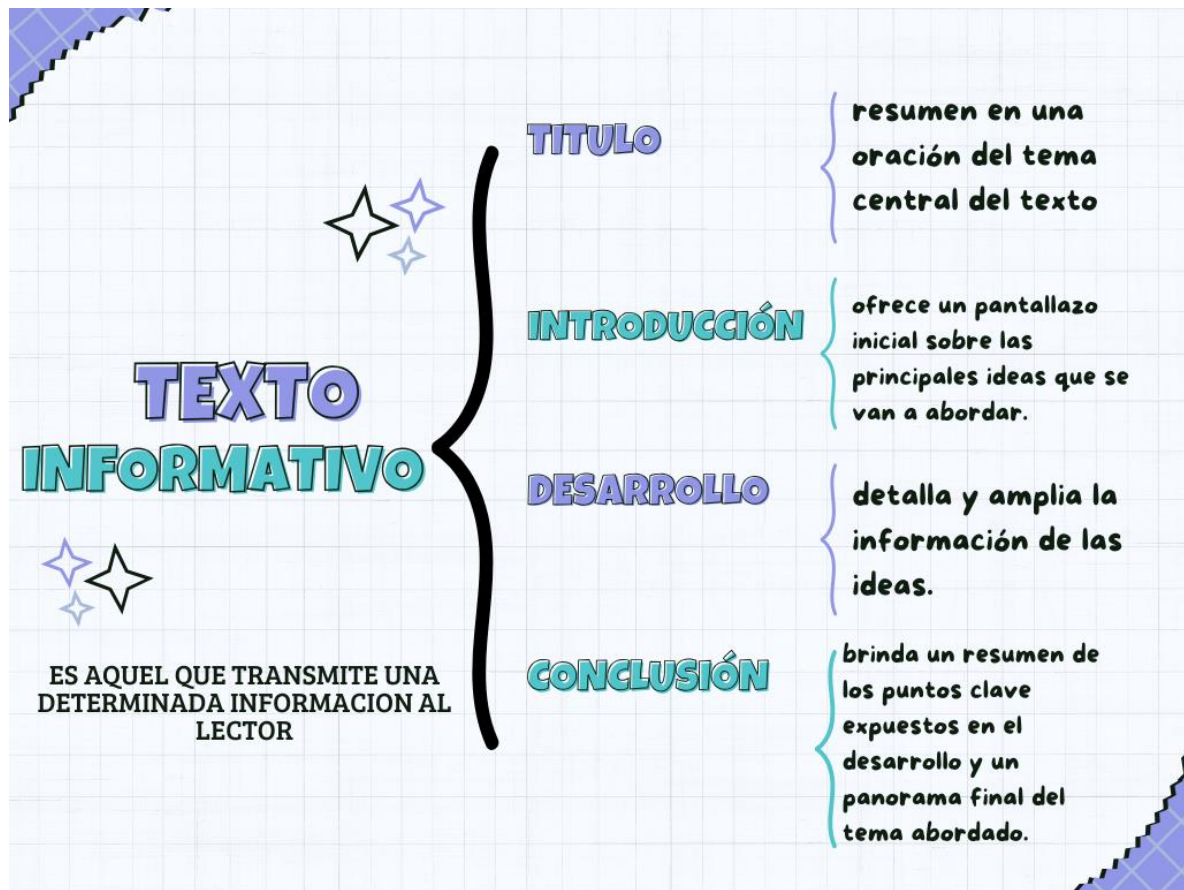 TEXTO
INFORMATIVO
ES AQUEL QUE TRANSMITE UNA
DETERMINADA INFORMACION AL
LECTOR
TITULO
resumen en una
oración del tema
central del texto
INTRODUCCIÓN
ofrece un pantallazo
inicial sobre las
principales ideas que se
van a abordar.
DESARROLLO
detalla y amplia la
información de las
ideas.
CONCLUSIÓN
brinda un resumen de
los puntos clave
expuestos en el
desarrollo y un
panorama final del
tema abordado.